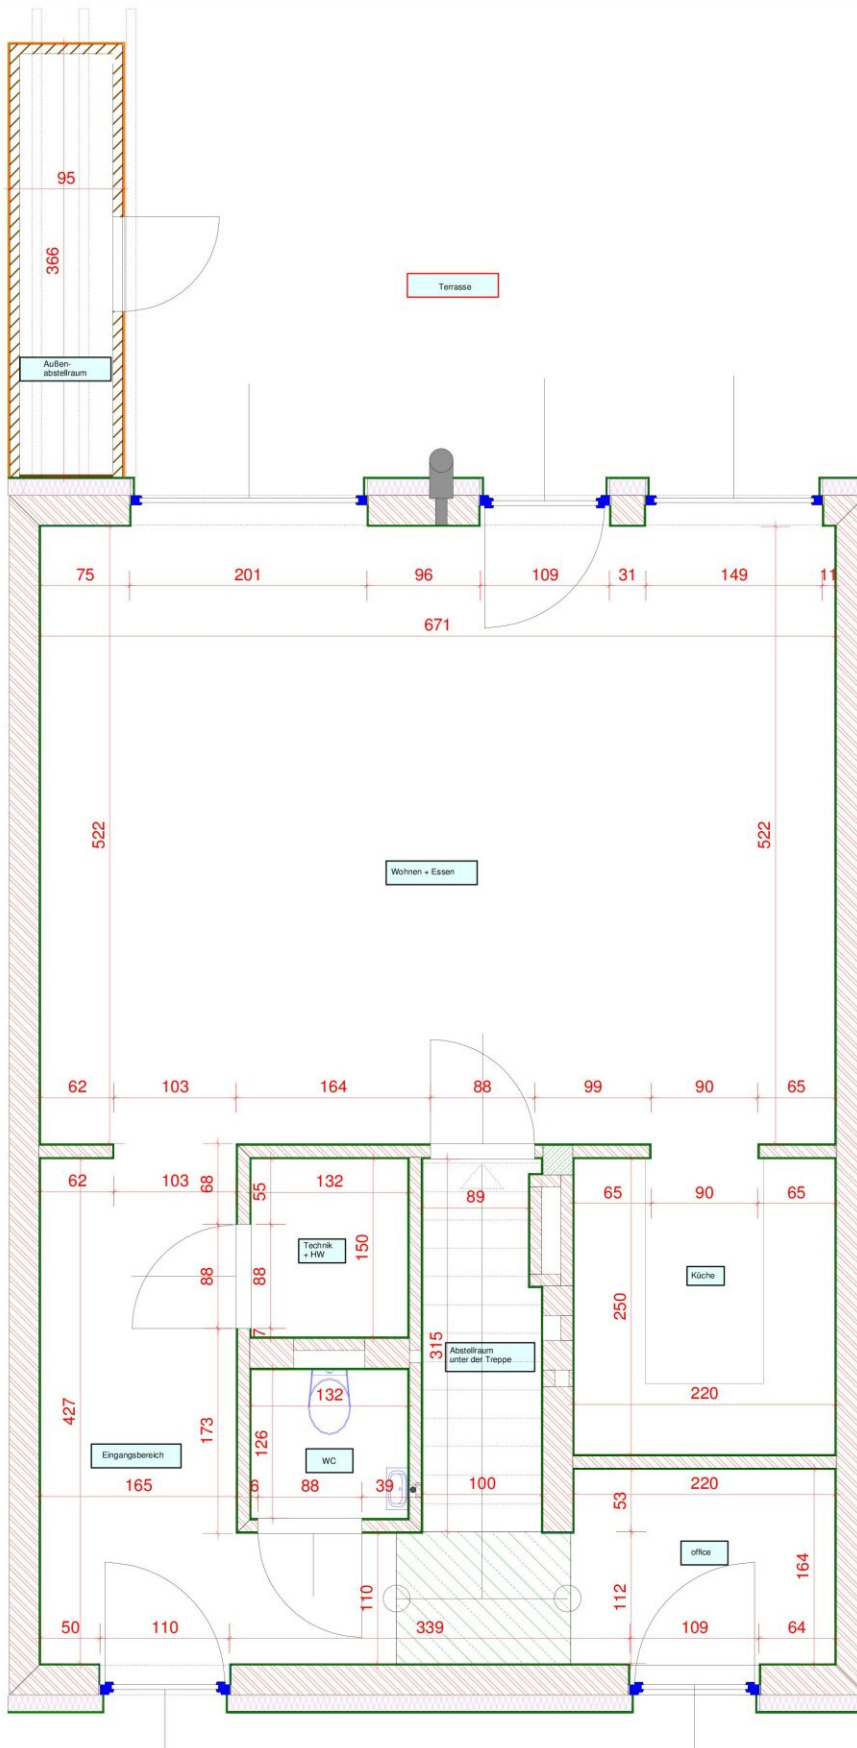 95
366
Terrasse
Außen-
abstellraum
75 201 96 109 31 149 11
671
522
522
Wohnen + Essen
62 103 164 88 99 90 65
62 103 68 55 132 89 65 90 65
Technik
+ HW
150
88
88
7
Küche
250
315
Abstellraum
unter der Treppe
220
427
173
132
126
Eingangsbereich
WC
165 6 88 39 100
220
53
office
164
110
112
50 110 339 109 64